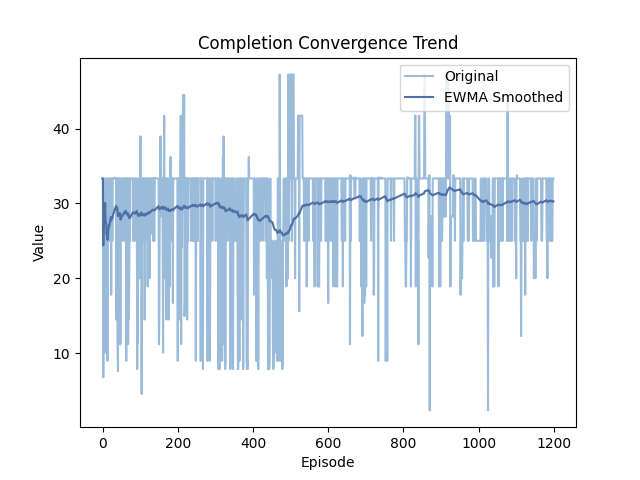 Completion Convergence Trend
Original
EWMA Smoothed
Value
40
30
20
10
0 200 400 600 800 1000 1200
Episode